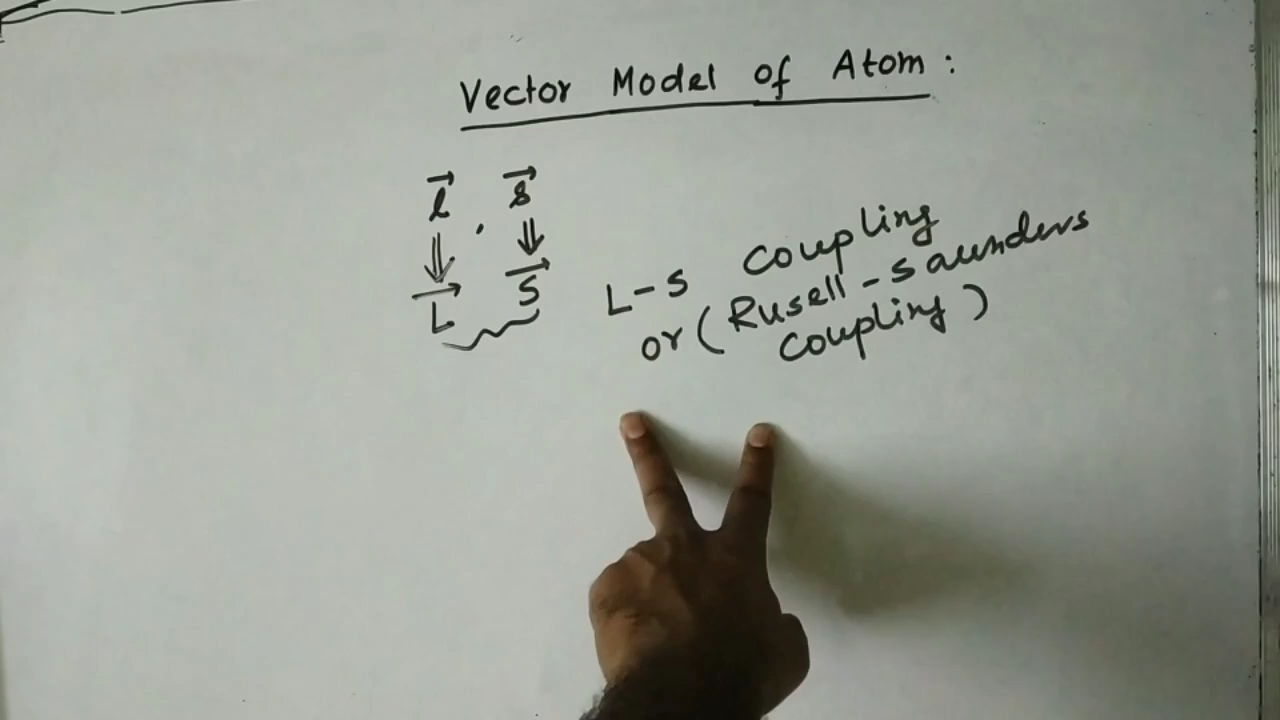 Vector Model of Atom :
l⃗ , s⃗
⇓ ⇓
L⃗ S⃗
L-S coupling
or (Rusell-Saunders
coupling)